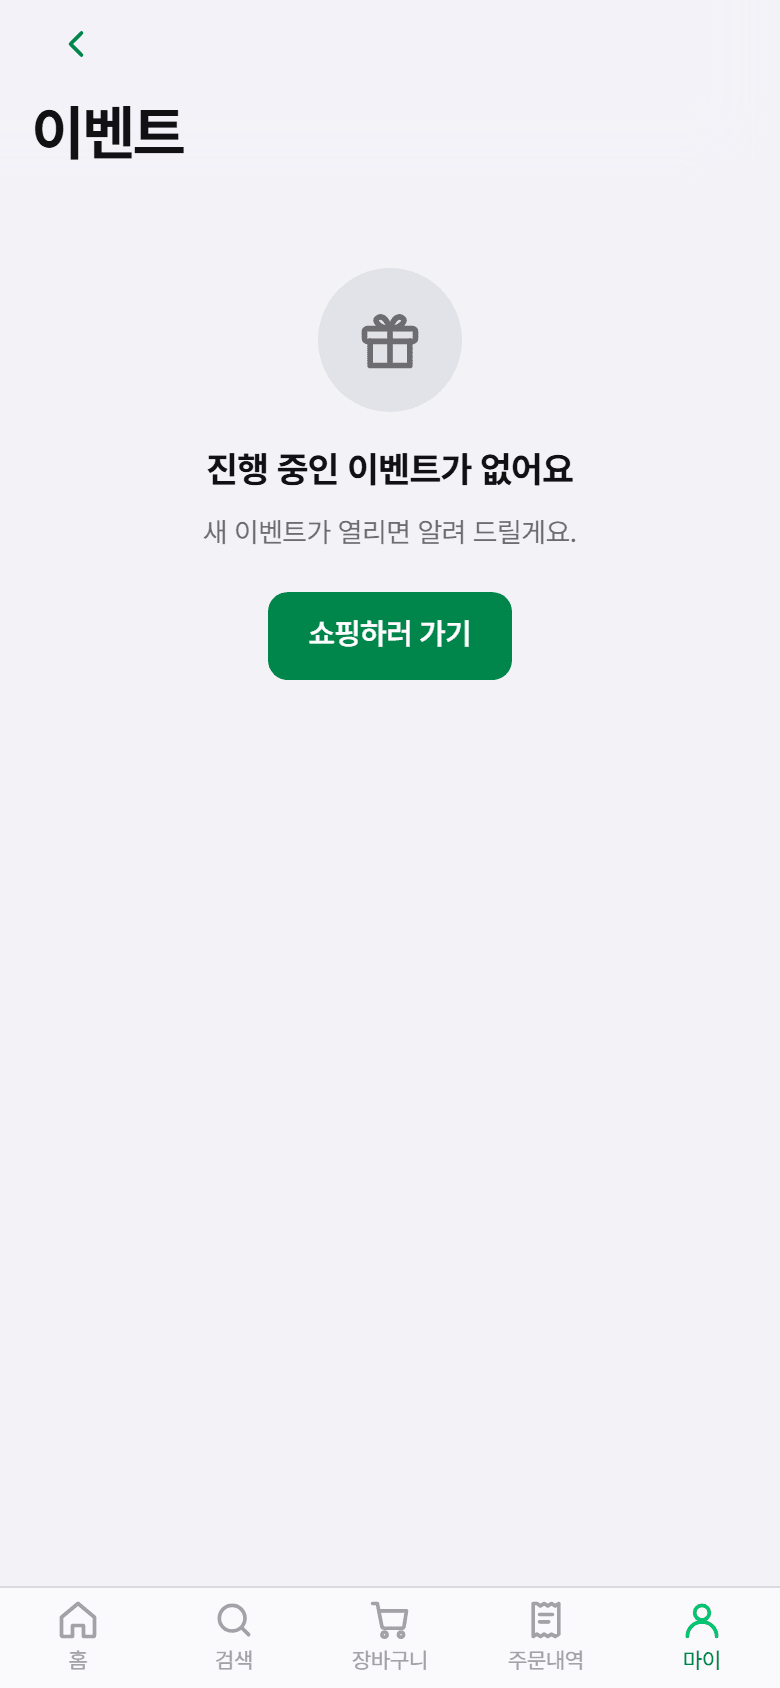 이벤트
진행 중인 이벤트가 없어요
새 이벤트가 열리면 알려 드릴게요.
쇼핑하러 가기
홈
검색
장바구니
주문내역
마이